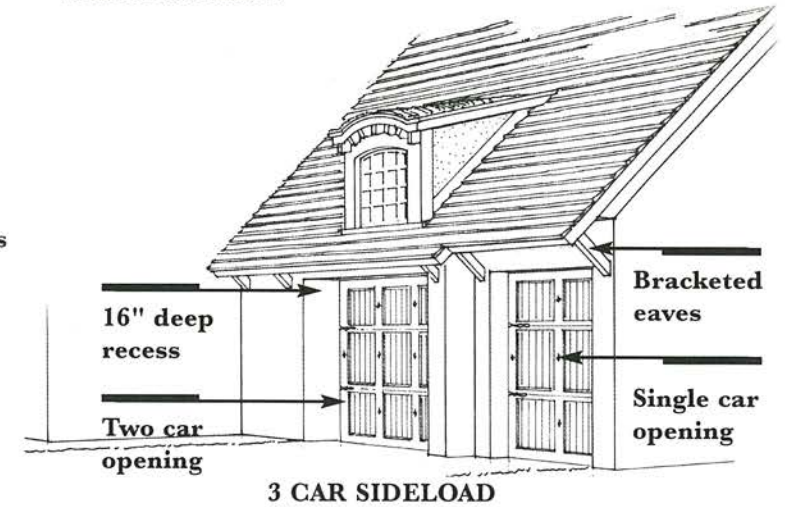 s
16" deep
recess
Two car
opening
Bracketed
eaves
Single car
opening
3 CAR SIDELOAD